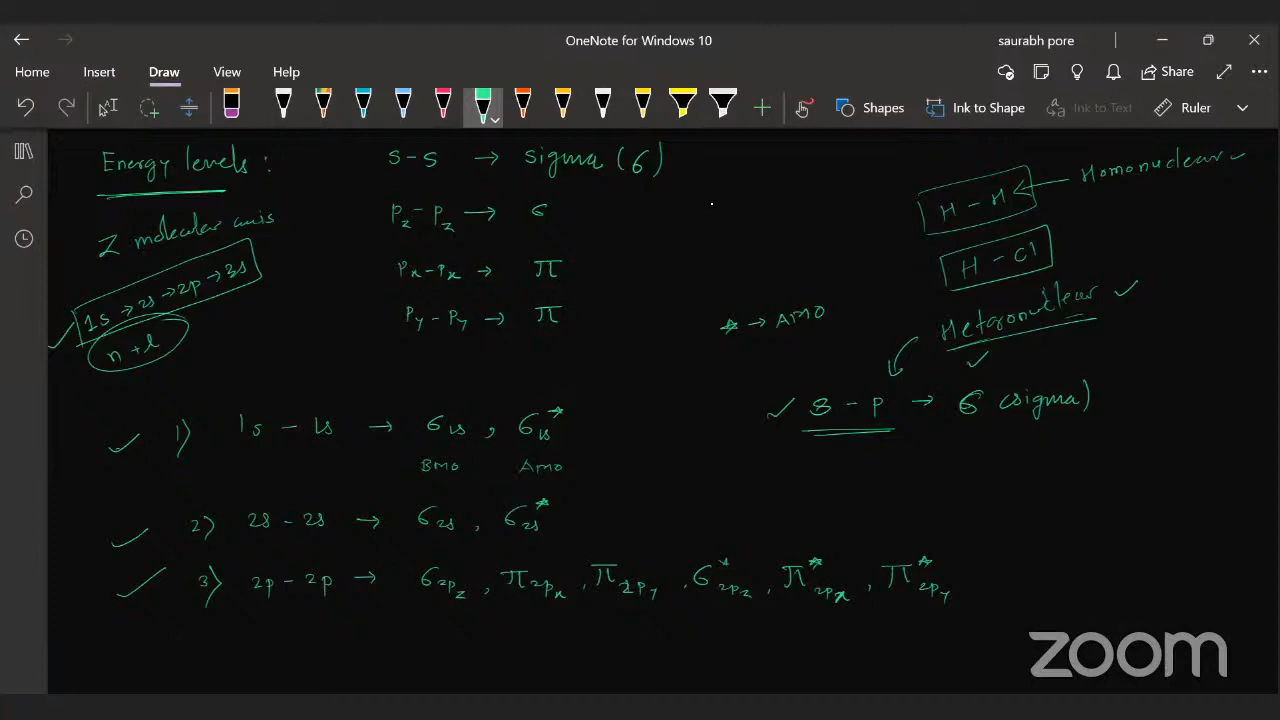 OneNote for Windows 10
saurabh pore
Home Insert Draw View Help
Share
Shapes
Ink to Shape
Ink to Text
Ruler
Energy levels :
Z molecular axis
1s → 2s → 2p → 3s
n + l
s - s → sigma (σ)
Pz - Pz → σ
Px - Px → π
Py - Py → π
H - H ← Homonuclear
H - Cl
Hetronuclear
* → AMO
s - p → σ (sigma)
1) 1s - 1s → σ1s , σ1s*
BMO AMO
2) 2s - 2s → σ2s , σ2s*
3) 2p - 2p → σ2pz , π2px , π2py , σ*2pz , π*2px , π*2py
zoom